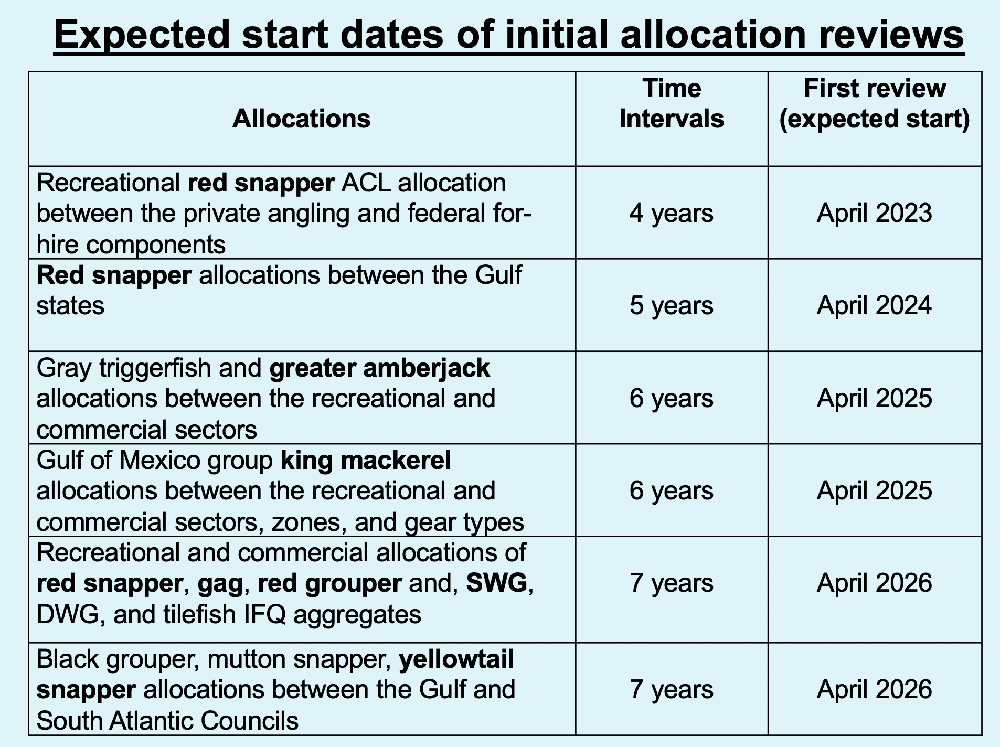 Expected start dates of initial allocation reviews
Allocations
Time
Intervals
First review
(expected start)
Recreational red snapper ACL allocation
between the private angling and federal for-
hire components
4 years
April 2023
Red snapper allocations between the Gulf
states
5 years
April 2024
Gray triggerfish and greater amberjack
allocations between the recreational and
commercial sectors
6 years
April 2025
Gulf of Mexico group king mackerel
allocations between the recreational and
commercial sectors, zones, and gear types
6 years
April 2025
Recreational and commercial allocations of
red snapper, gag, red grouper and, SWG,
DWG, and tilefish IFQ aggregates
7 years
April 2026
Black grouper, mutton snapper, yellowtail
snapper allocations between the Gulf and
South Atlantic Councils
7 years
April 2026